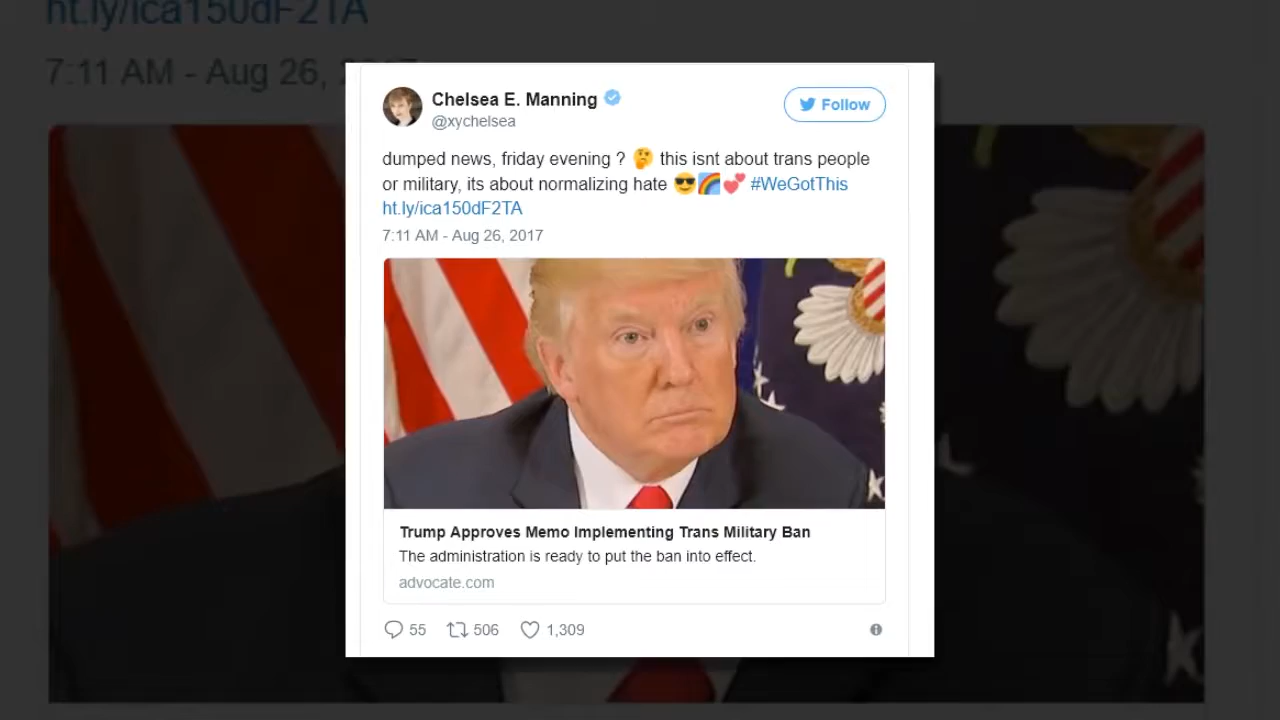 ht.ly/ica150dF2TA
7:11 AM - Aug 26, 2017
Chelsea E. Manning
Follow
@xychelsea
dumped news, friday evening ? 🤔 this isnt about trans people
or military, its about normalizing hate 😎🌈💕 #WeGotThis
ht.ly/ica150dF2TA
7:11 AM - Aug 26, 2017
Trump Approves Memo Implementing Trans Military Ban
The administration is ready to put the ban into effect.
advocate.com
55 506 1,309